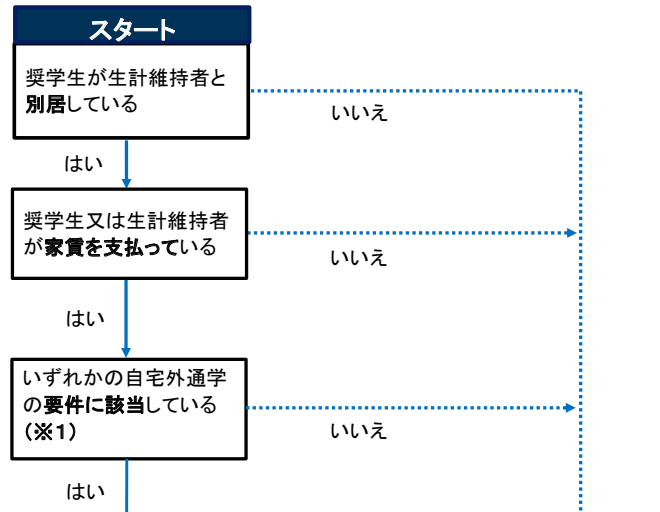 スタート
奨学生が生計維持者と
別居している
いいえ
はい
奨学生又は生計維持者
が家賃を支払っている
いいえ
はい
いずれかの自宅外通学
の要件に該当している
(※1)
いいえ
はい